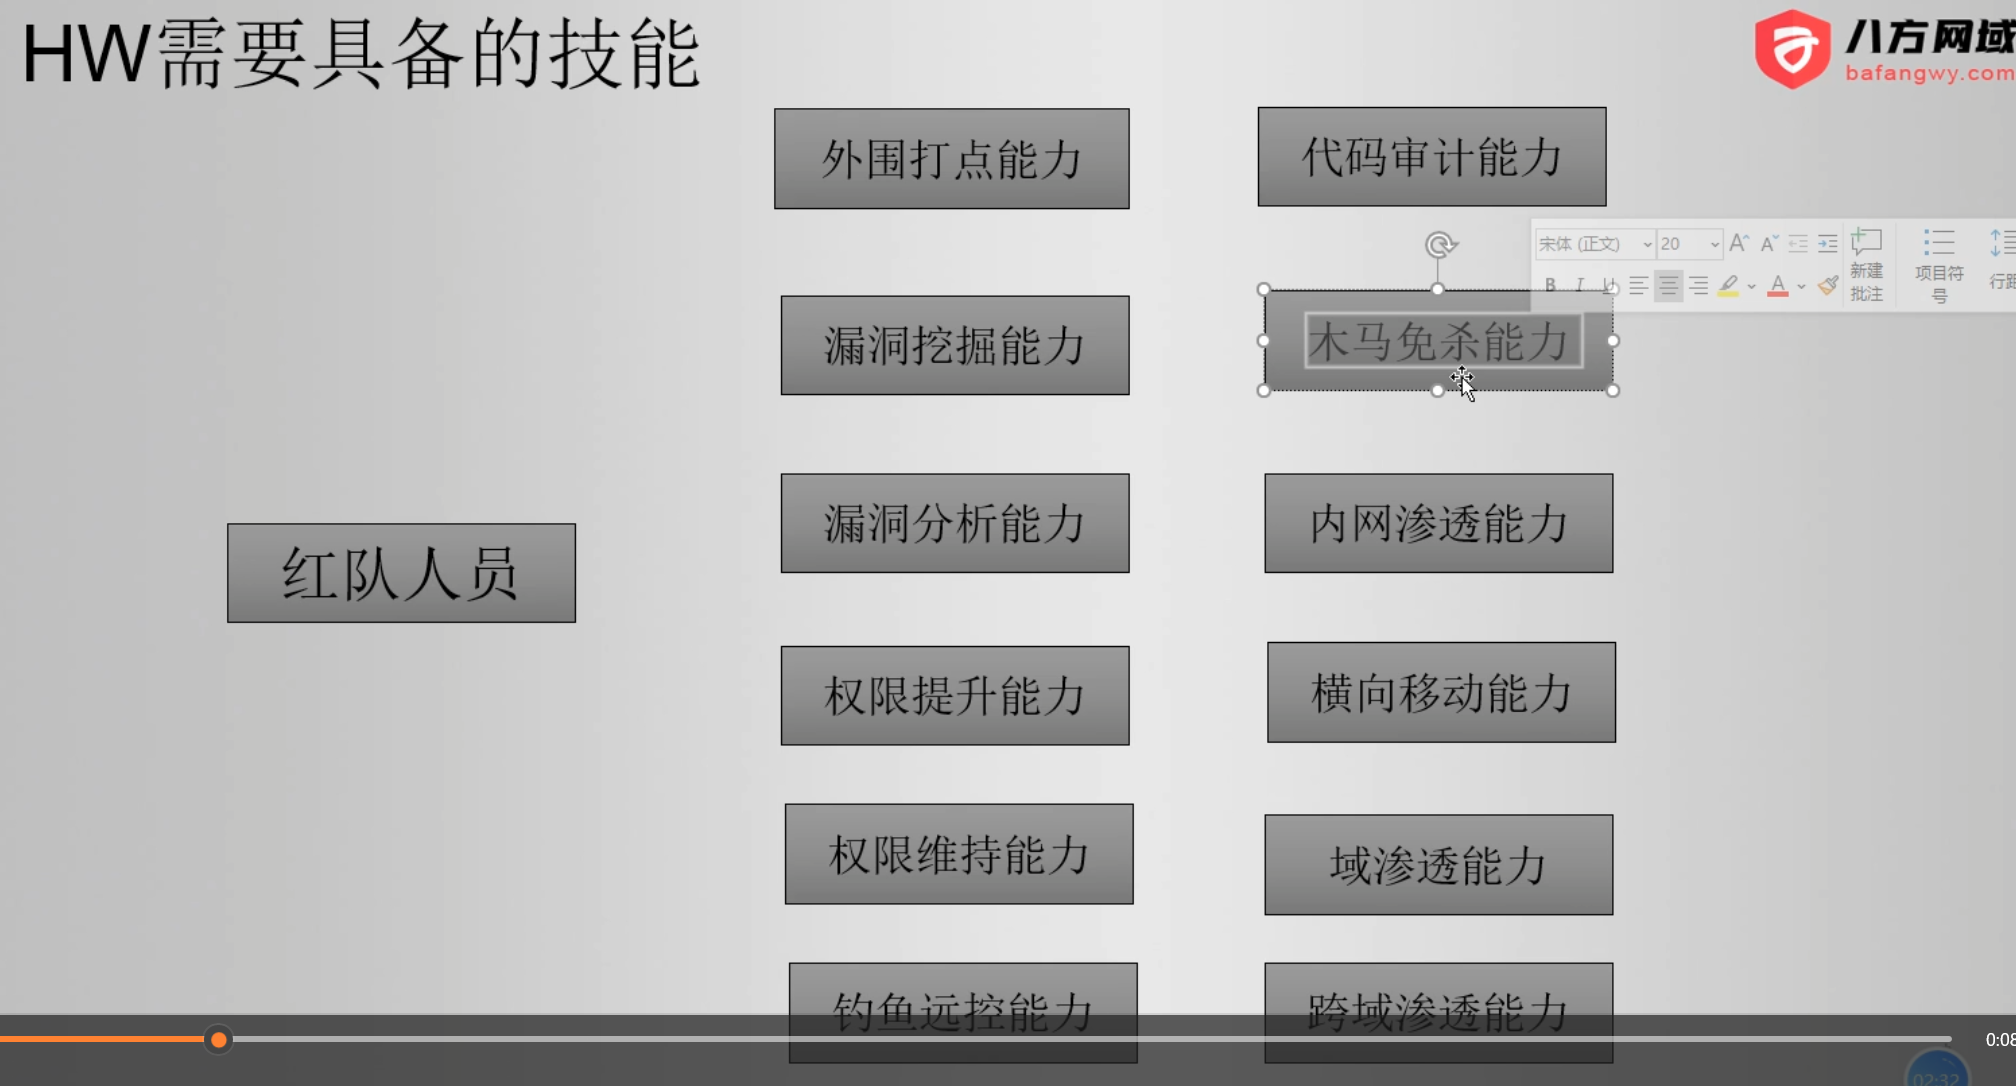 HW需要具备的技能
八方网域
bafangwy.com
外围打点能力
代码审计能力
宋体 (正文)
20
A
A
新建
批注
项目符
号
B
I
U
A
漏洞挖掘能力
木马免杀能力
漏洞分析能力
内网渗透能力
红队人员
权限提升能力
横向移动能力
权限维持能力
域渗透能力
钓鱼远控能力
跨域渗透能力
0:08
02:32